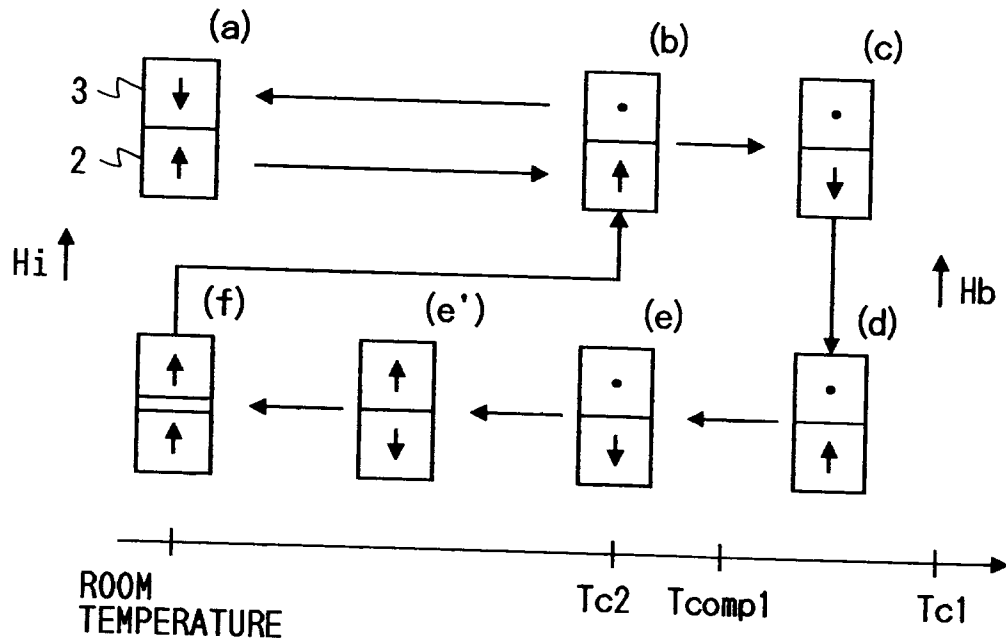 (a)
(b)
(c)
3
2
Hi
Hb
(f)
(e')
(e)
(d)
ROOM
TEMPERATURE
Tc2
Tcomp1
Tc1